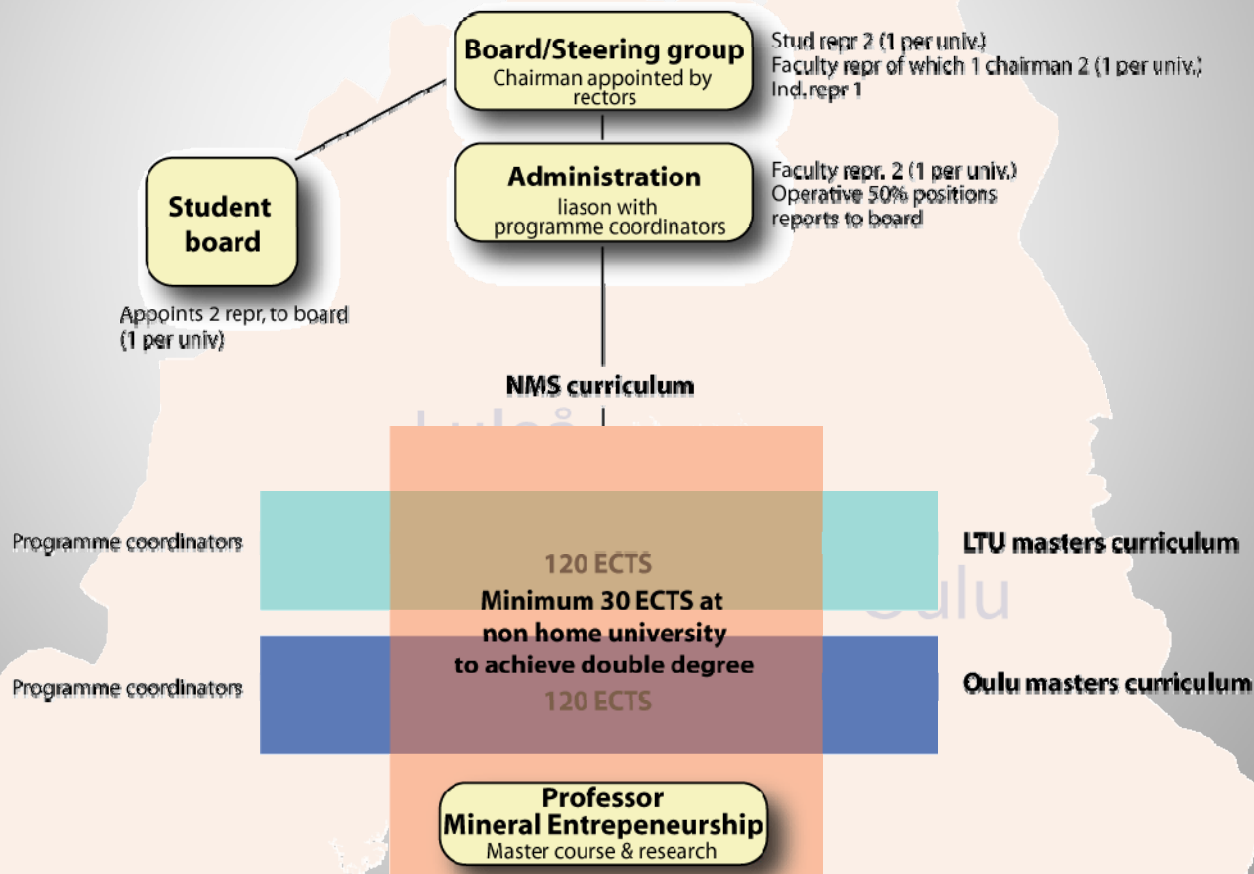 Board/Steering group
Chairman appointed by
rectors
Stud repr 2 (1 per univ.)
Faculty repr of which 1 chairman 2 (1 per univ.)
Ind.repr 1
Administration
liason with
programme coordinators
Faculty repr. 2 (1 per univ.)
Operative 50% positions
reports to board
Student
board
Appoints 2 repr, to board
(1 per univ)
NMS curriculum
Luleå
Programme coordinators
LTU masters curriculum
120 ECTS
Oulu
Minimum 30 ECTS at
non home university
to achieve double degree
Programme coordinators
Oulu masters curriculum
120 ECTS
Professor
Mineral Entrepeneurship
Master course & research